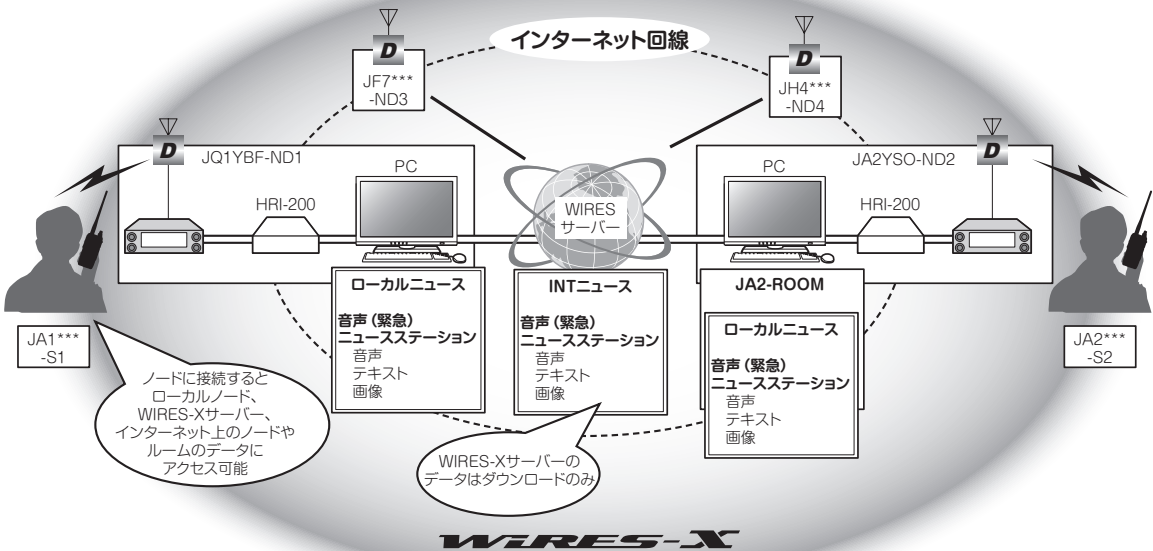 インターネット回線
D
JF7***
-ND3
D
JH4***
-ND4
D
JQ1YBF-ND1
PC
HRI-200
WIRES
サーバー
JA2YSO-ND2
D
PC
HRI-200
JA1***
-S1
JA2***
-S2
ローカルニュース
音声（緊急）
ニュースステーション
音声
テキスト
画像
INTニュース
音声（緊急）
ニュースステーション
音声
テキスト
画像
JA2-ROOM
ローカルニュース
音声（緊急）
ニュースステーション
音声
テキスト
画像
ノードに接続すると
ローカルノード、
WIRES-Xサーバー、
インターネット上のノードや
ルームのデータに
アクセス可能
WIRES-Xサーバーの
データはダウンロードのみ
WiRES-X